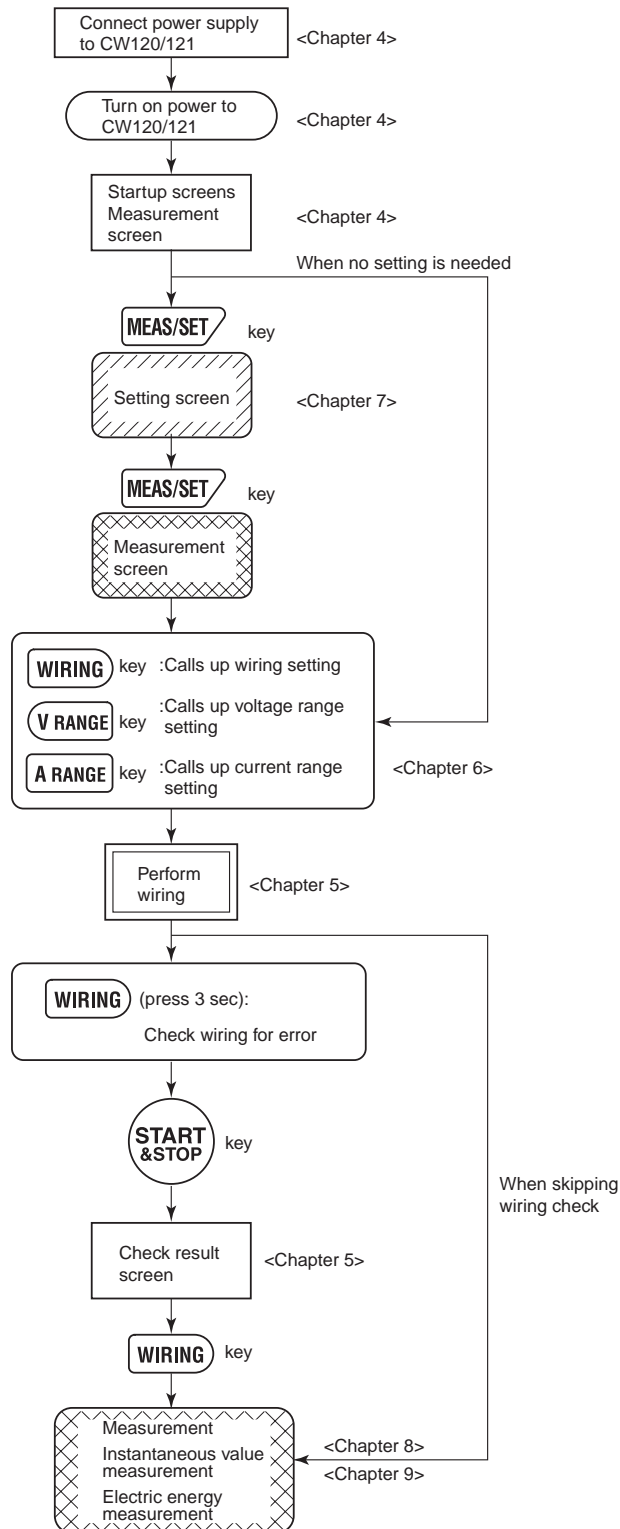 Connect power supply
to CW120/121
<Chapter 4>
Turn on power to
CW120/121
<Chapter 4>
Startup screens
Measurement
screen
<Chapter 4>
When no setting is needed
MEAS/SET key
Setting screen
<Chapter 7>
MEAS/SET key
Measurement
screen
WIRING key :Calls up wiring setting
V RANGE key :Calls up voltage range
setting
A RANGE key :Calls up current range
setting
<Chapter 6>
Perform
wiring
<Chapter 5>
WIRING (press 3 sec):
Check wiring for error
START
&STOP
key
When skipping
wiring check
Check result
screen
<Chapter 5>
WIRING key
Measurement
Instantaneous value
measurement
Electric energy
measurement
<Chapter 8>
<Chapter 9>